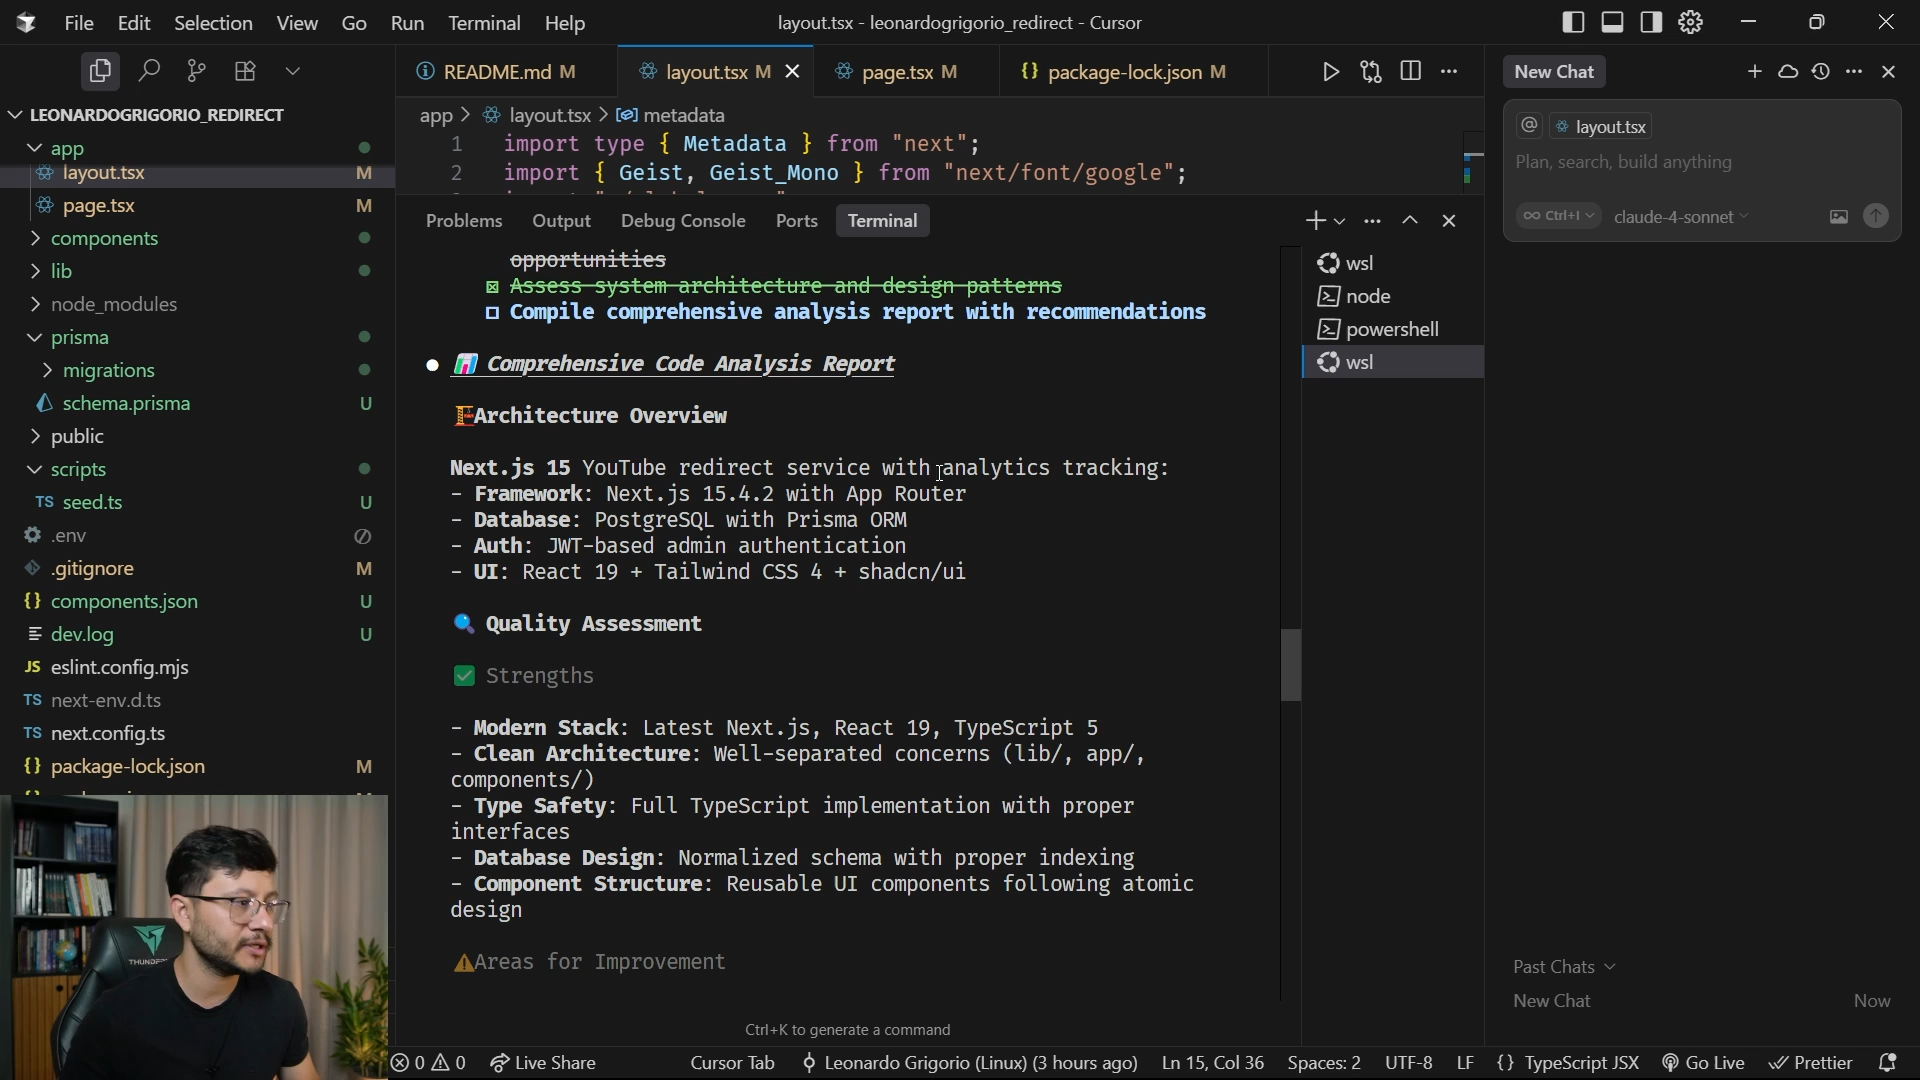 File Edit Selection View Go Run Terminal Help
layout.tsx - leonardogrigorio_redirect - Cursor
README.md M
layout.tsx M
page.tsx M
package-lock.json M
LEONARDOGRIGORIO_REDIRECT
app
layout.tsx M
page.tsx M
components
lib
node_modules
prisma
migrations
schema.prisma U
public
scripts
TS seed.ts U
.env
.gitignore M
{} components.json U
dev.log U
JS eslint.config.mjs
TS next-env.d.ts
TS next.config.ts
{} package-lock.json M
app > layout.tsx > metadata
1 import type { Metadata } from "next";
2 import { Geist, Geist_Mono } from "next/font/google";
Problems Output Debug Console Ports Terminal
opportunities
☒ Assess system architecture and design patterns
☐ Compile comprehensive analysis report with recommendations
● 📊 Comprehensive Code Analysis Report
🏗️Architecture Overview
Next.js 15 YouTube redirect service with analytics tracking:
- Framework: Next.js 15.4.2 with App Router
- Database: PostgreSQL with Prisma ORM
- Auth: JWT-based admin authentication
- UI: React 19 + Tailwind CSS 4 + shadcn/ui
🔍 Quality Assessment
✅ Strengths
- Modern Stack: Latest Next.js, React 19, TypeScript 5
- Clean Architecture: Well-separated concerns (lib/, app/,
components/)
- Type Safety: Full TypeScript implementation with proper
interfaces
- Database Design: Normalized schema with proper indexing
- Component Structure: Reusable UI components following atomic
design
⚠️Areas for Improvement
Ctrl+K to generate a command
wsl
node
powershell
wsl
New Chat
@ layout.tsx
Plan, search, build anything
∞ Ctrl+I
claude-4-sonnet
Past Chats
New Chat Now
THUNDER
0 0 Live Share Cursor Tab Leonardo Grigorio (Linux) (3 hours ago) Ln 15, Col 36 Spaces: 2 UTF-8 LF {} TypeScript JSX Go Live Prettier